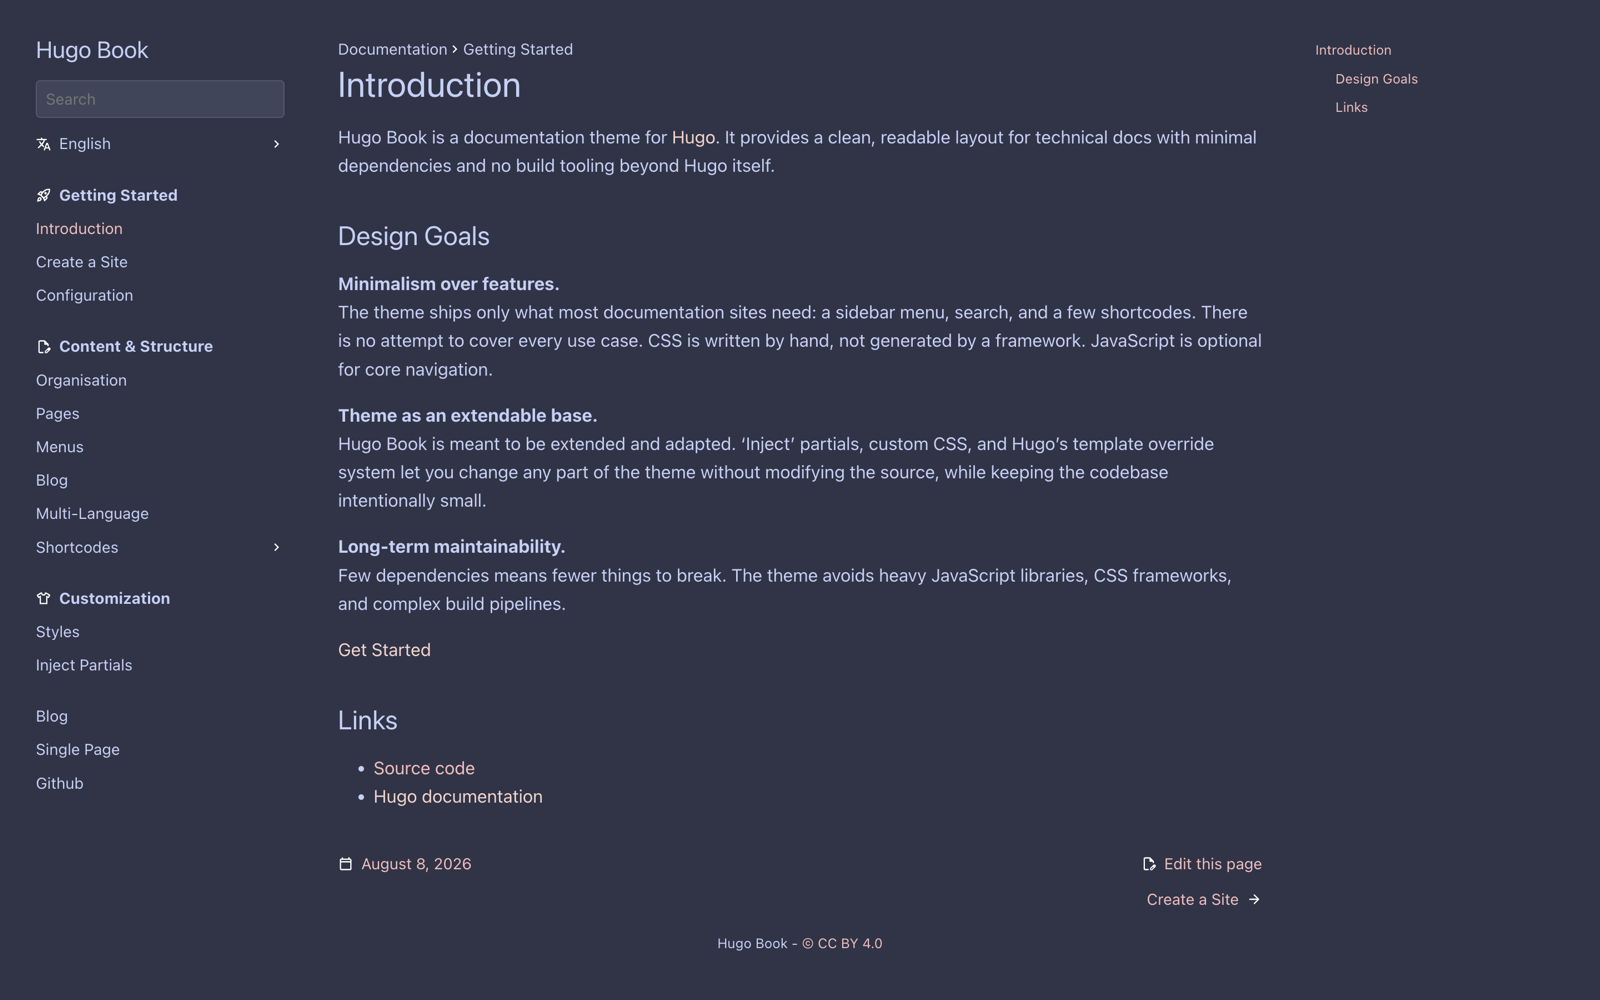 Hugo Book
Search
English
Getting Started
Introduction
Create a Site
Configuration
Content & Structure
Organisation
Pages
Menus
Blog
Multi-Language
Shortcodes
Customization
Styles
Inject Partials
Blog
Single Page
Github
Documentation › Getting Started
Introduction
Hugo Book is a documentation theme for Hugo. It provides a clean, readable layout for technical docs with minimal
dependencies and no build tooling beyond Hugo itself.
Design Goals
Minimalism over features.
The theme ships only what most documentation sites need: a sidebar menu, search, and a few shortcodes. There
is no attempt to cover every use case. CSS is written by hand, not generated by a framework. JavaScript is optional
for core navigation.
Theme as an extendable base.
Hugo Book is meant to be extended and adapted. ‘Inject’ partials, custom CSS, and Hugo’s template override
system let you change any part of the theme without modifying the source, while keeping the codebase
intentionally small.
Long-term maintainability.
Few dependencies means fewer things to break. The theme avoids heavy JavaScript libraries, CSS frameworks,
and complex build pipelines.
Get Started
Links
• Source code
• Hugo documentation
August 8, 2026
Edit this page
Create a Site →
Hugo Book - © CC BY 4.0
Introduction
Design Goals
Links